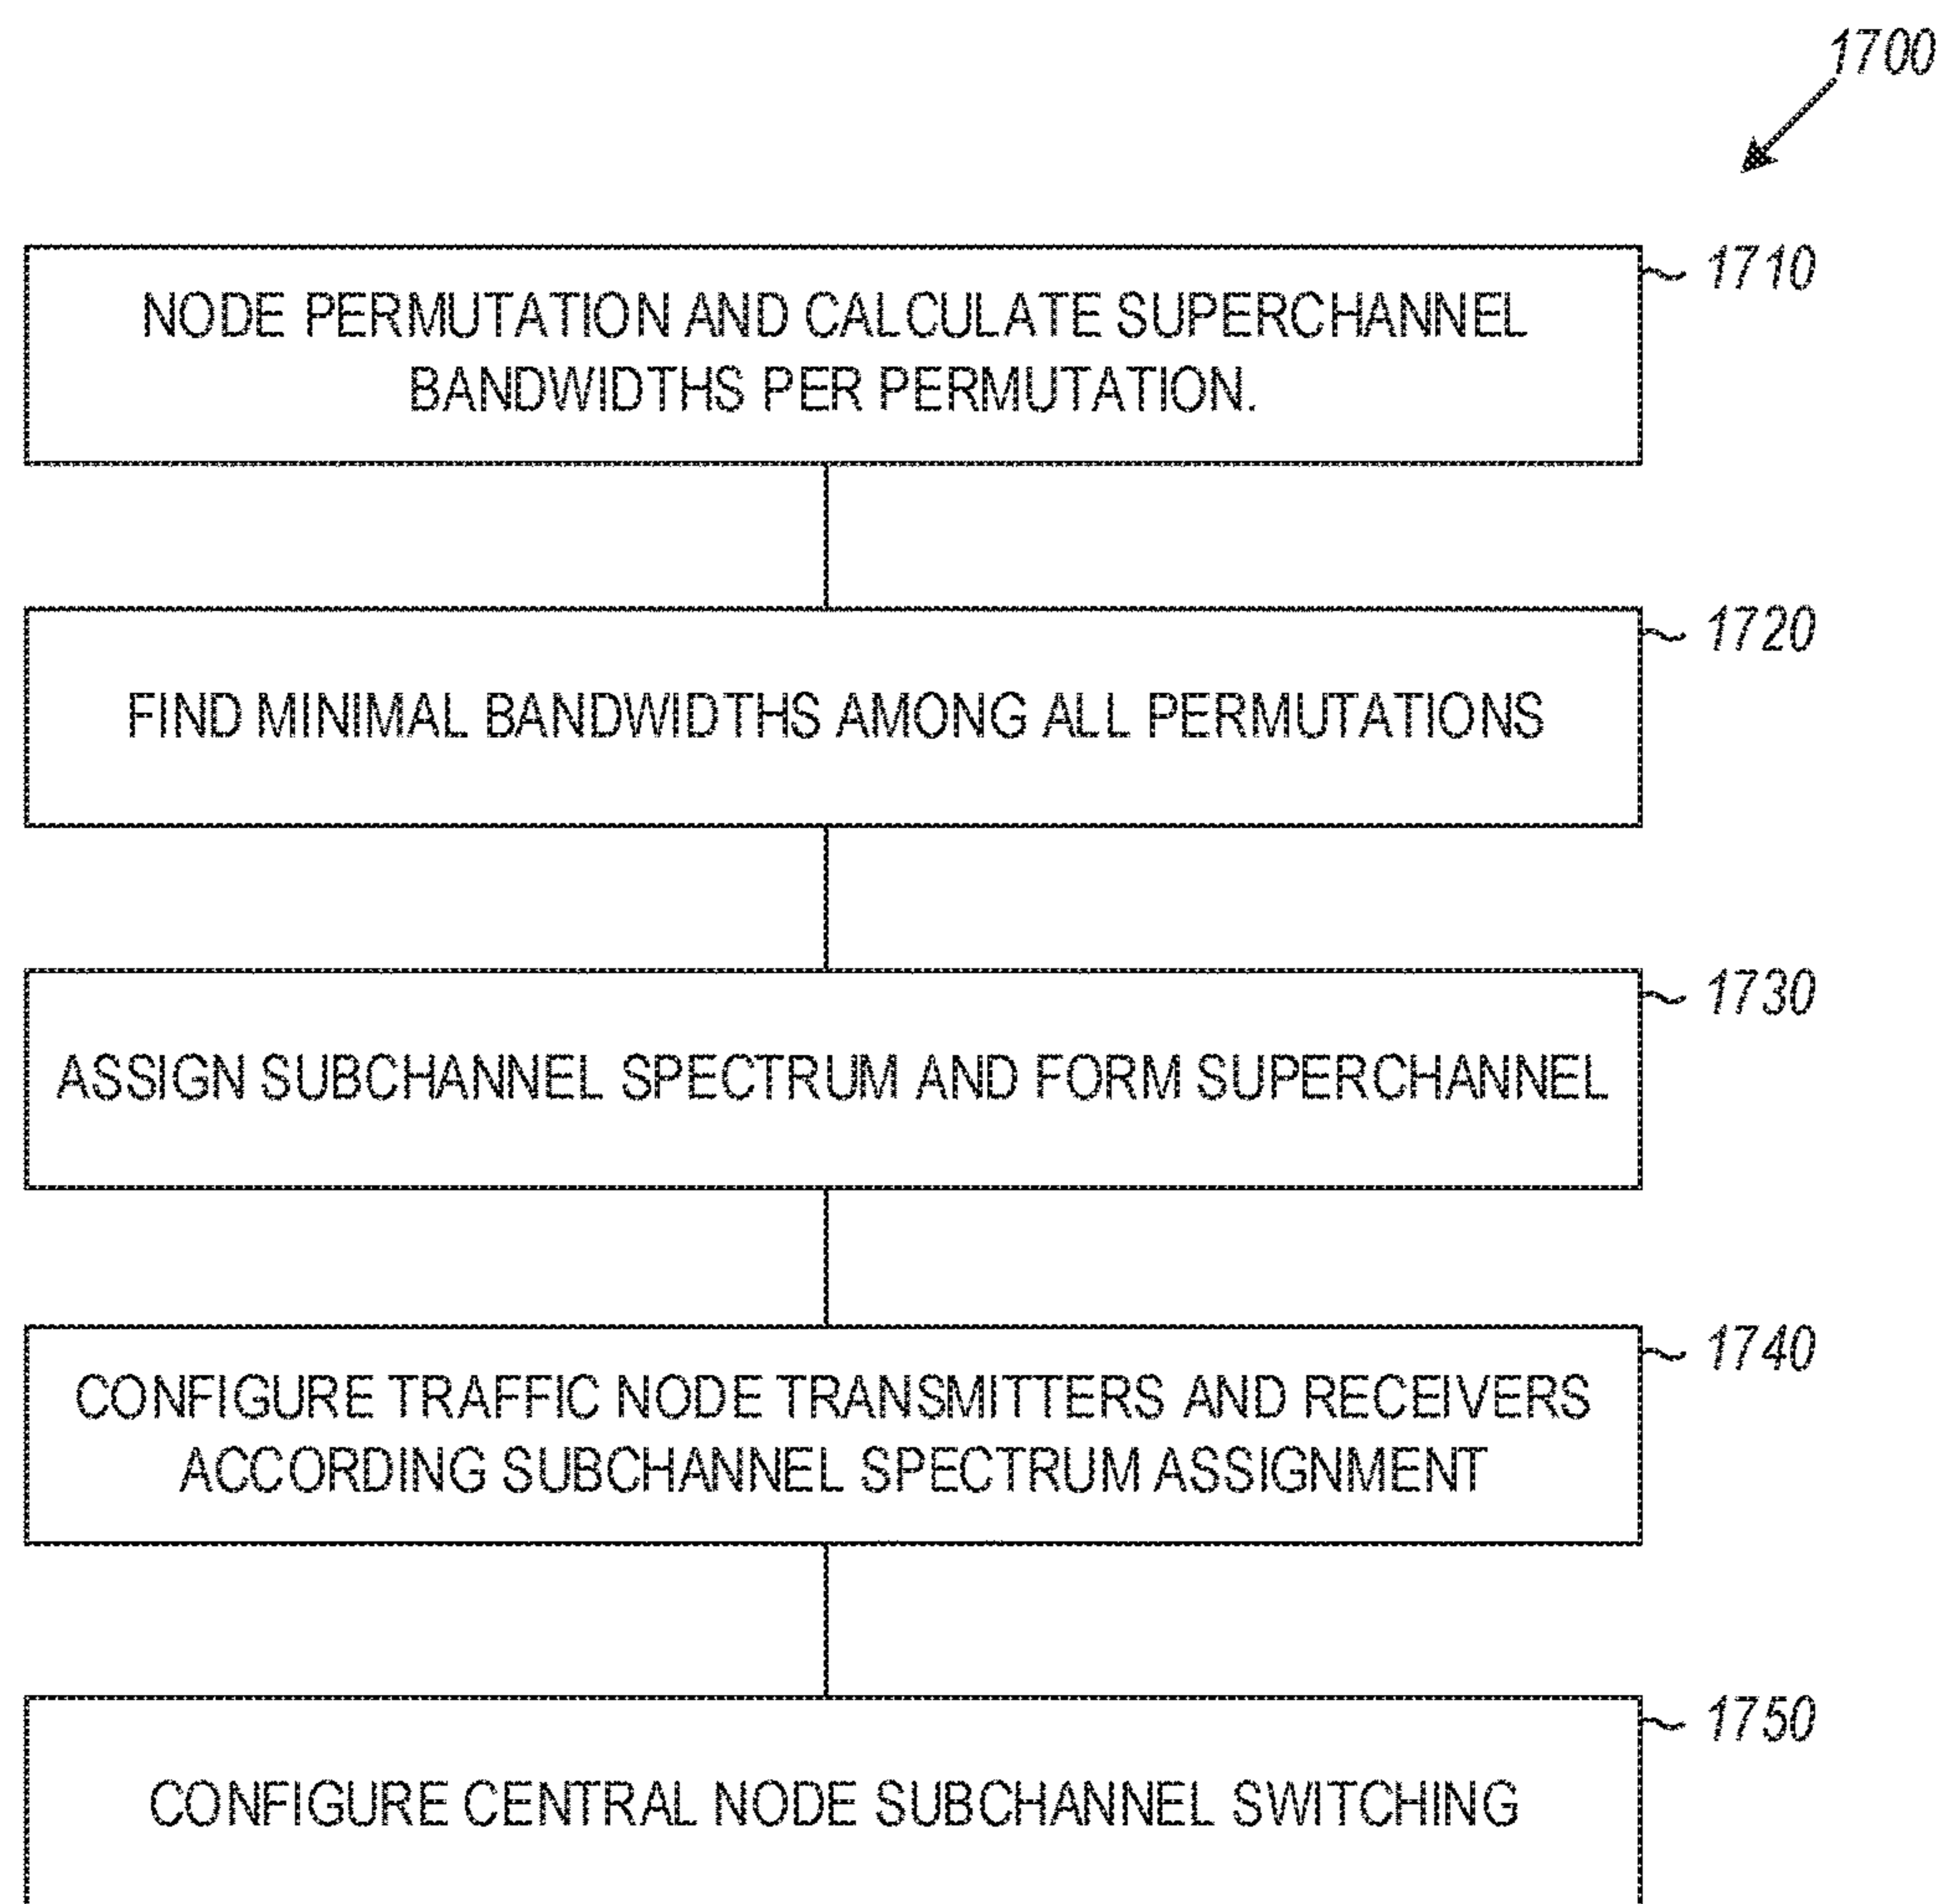 1700
1710
NODE PERMUTATION AND CALCULATE SUPERCHANNEL
BANDWIDTHS PER PERMUTATION.
1720
FIND MINIMAL BANDWIDTHS AMONG ALL PERMUTATIONS
1730
ASSIGN SUBCHANNEL SPECTRUM AND FORM SUPERCHANNEL
1740
CONFIGURE TRAFFIC NODE TRANSMITTERS AND RECEIVERS
ACCORDING SUBCHANNEL SPECTRUM ASSIGNMENT
1750
CONFIGURE CENTRAL NODE SUBCHANNEL SWITCHING